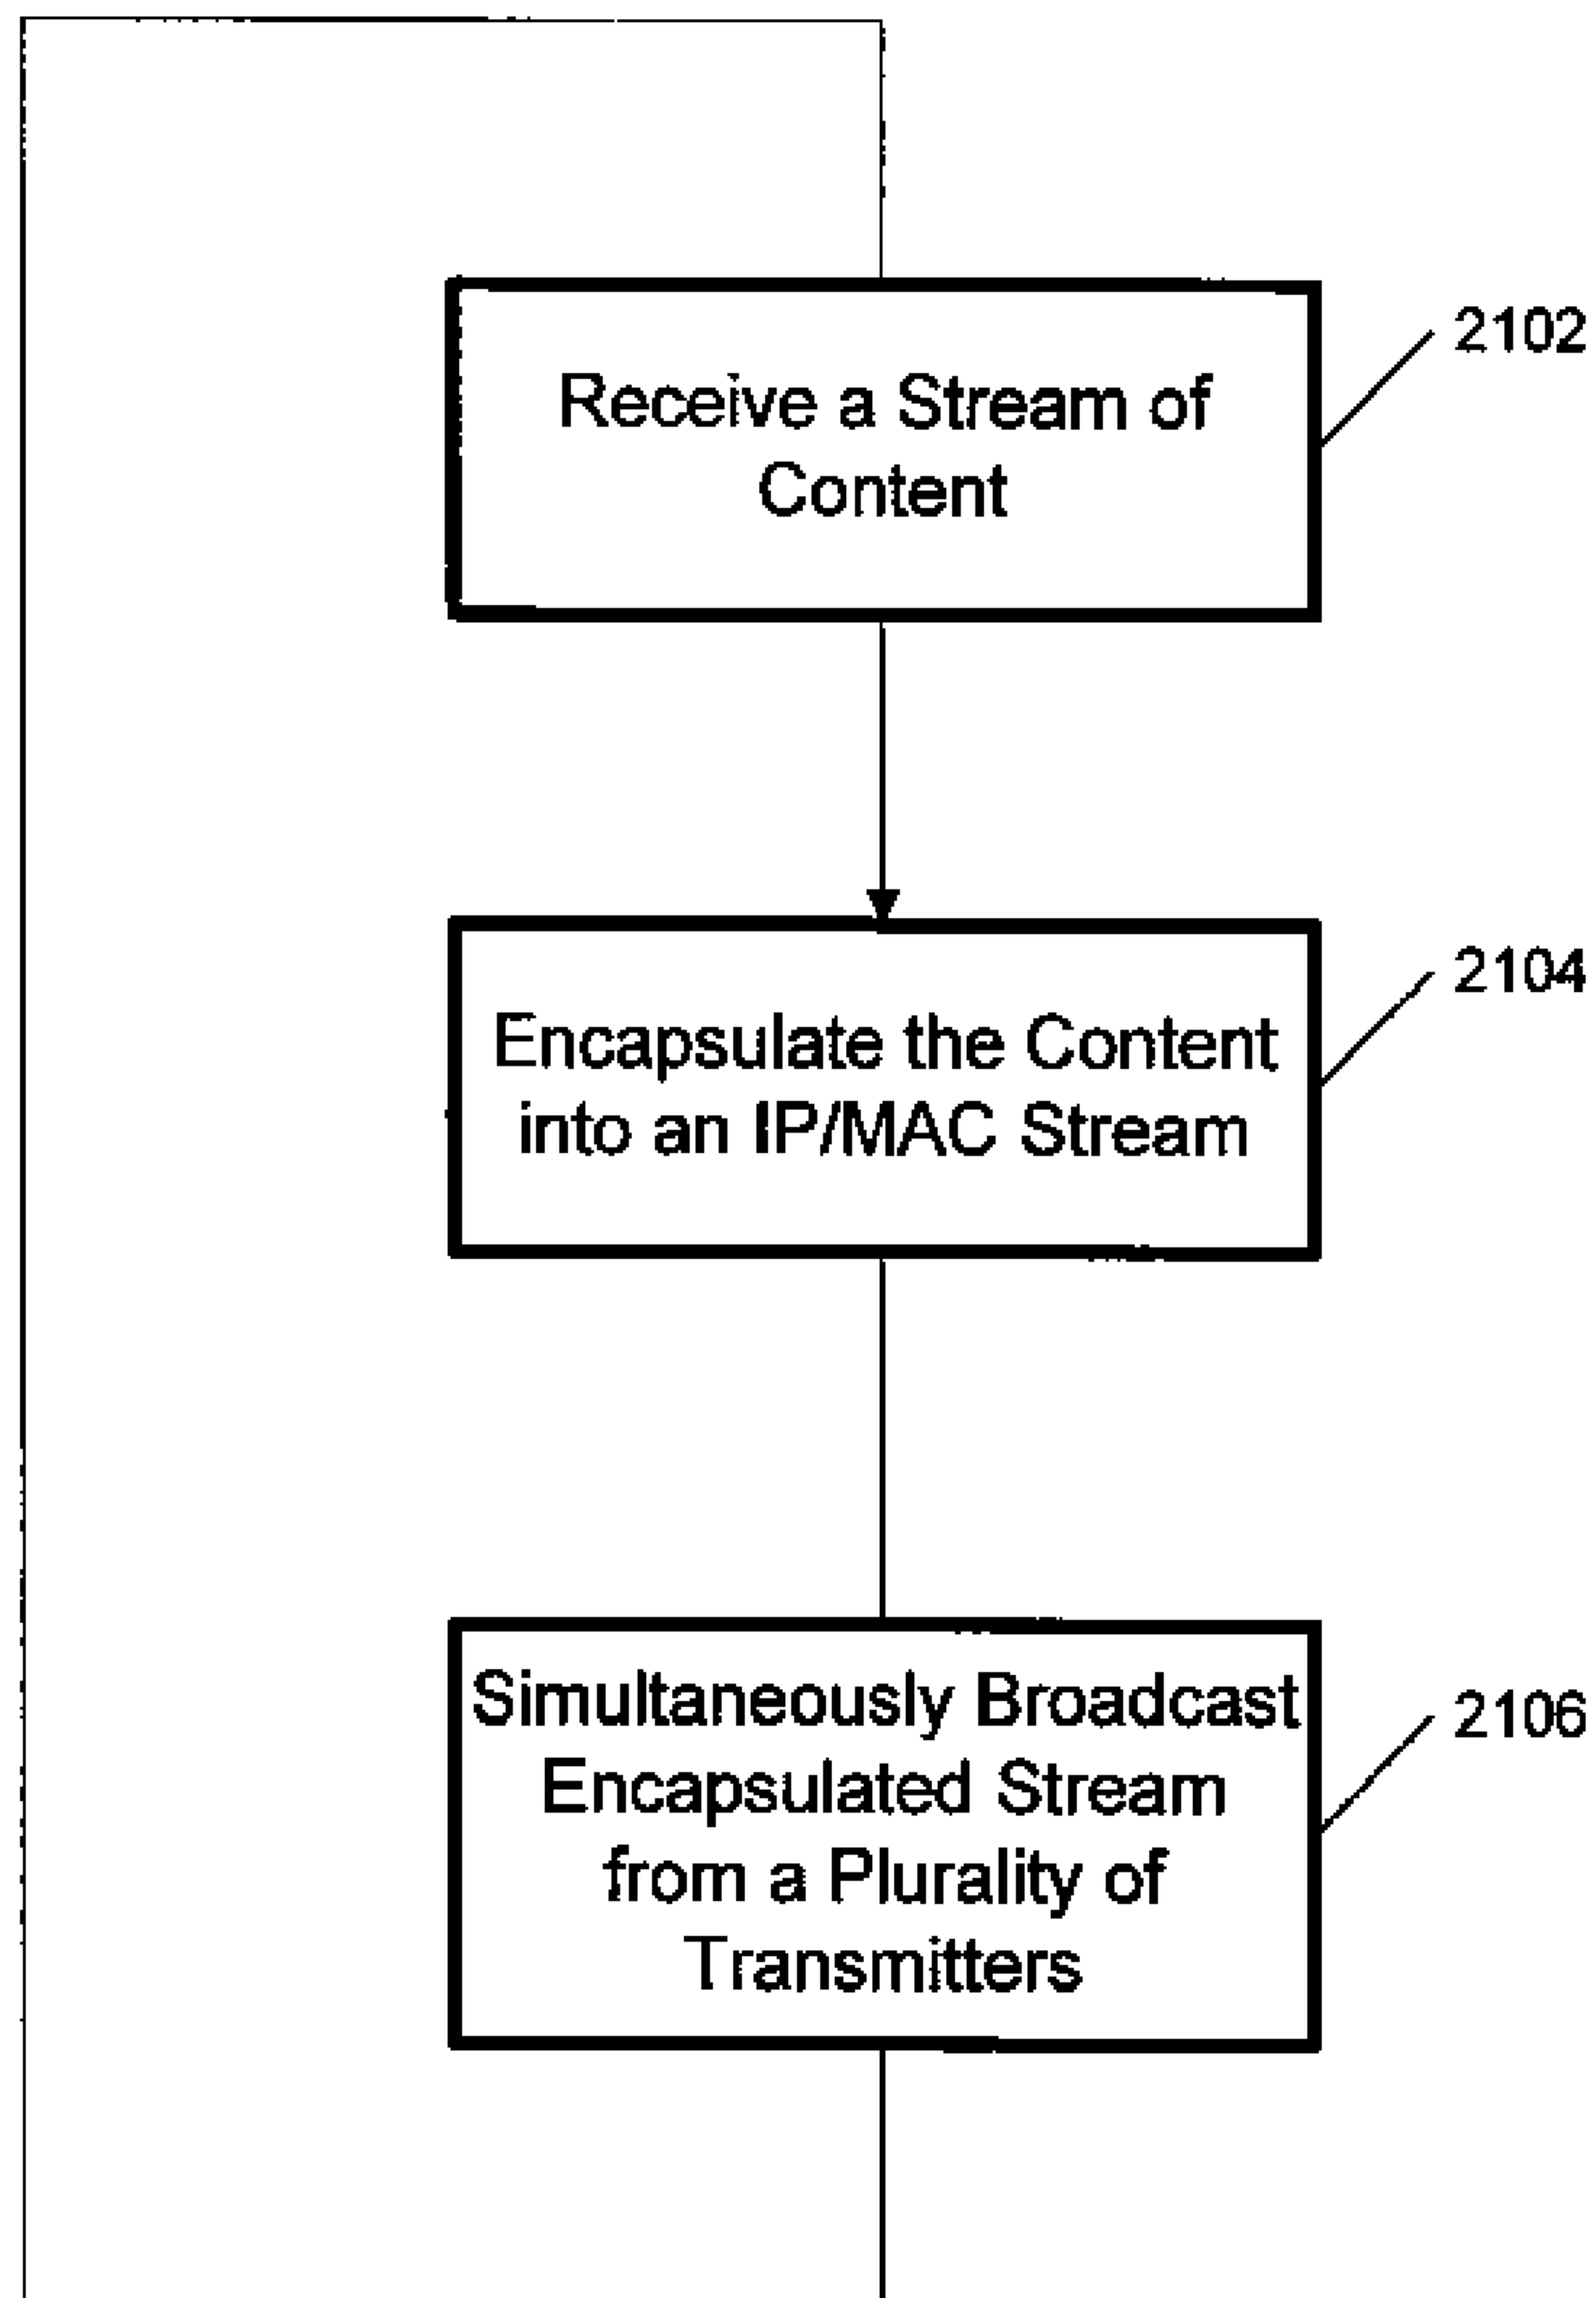 Receive a Stream of
Content
2102
Encapsulate the Content
into an IP/MAC Stream
2104
Simultaneously Broadcast
Encapsulated Stream
from a Plurality of
Transmitters
2106